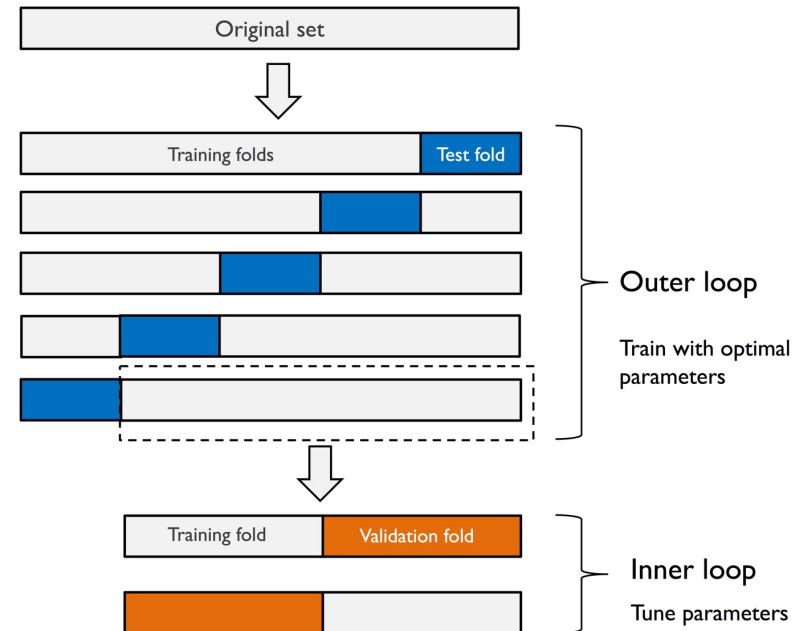 Original set
Training folds
Test fold
Outer loop
Train with optimal
parameters
Training fold
Validation fold
Inner loop
Tune parameters